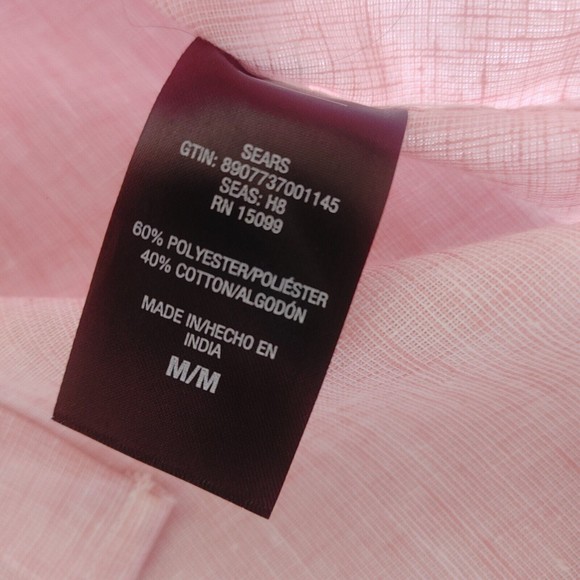 SEARS
GTIN: 8907737001145
SEAS: H8
RN 15099
60% POLYESTER/POLIÉSTER
40% COTTON/ALGODÓN
MADE IN/HECHO EN
INDIA
M/M